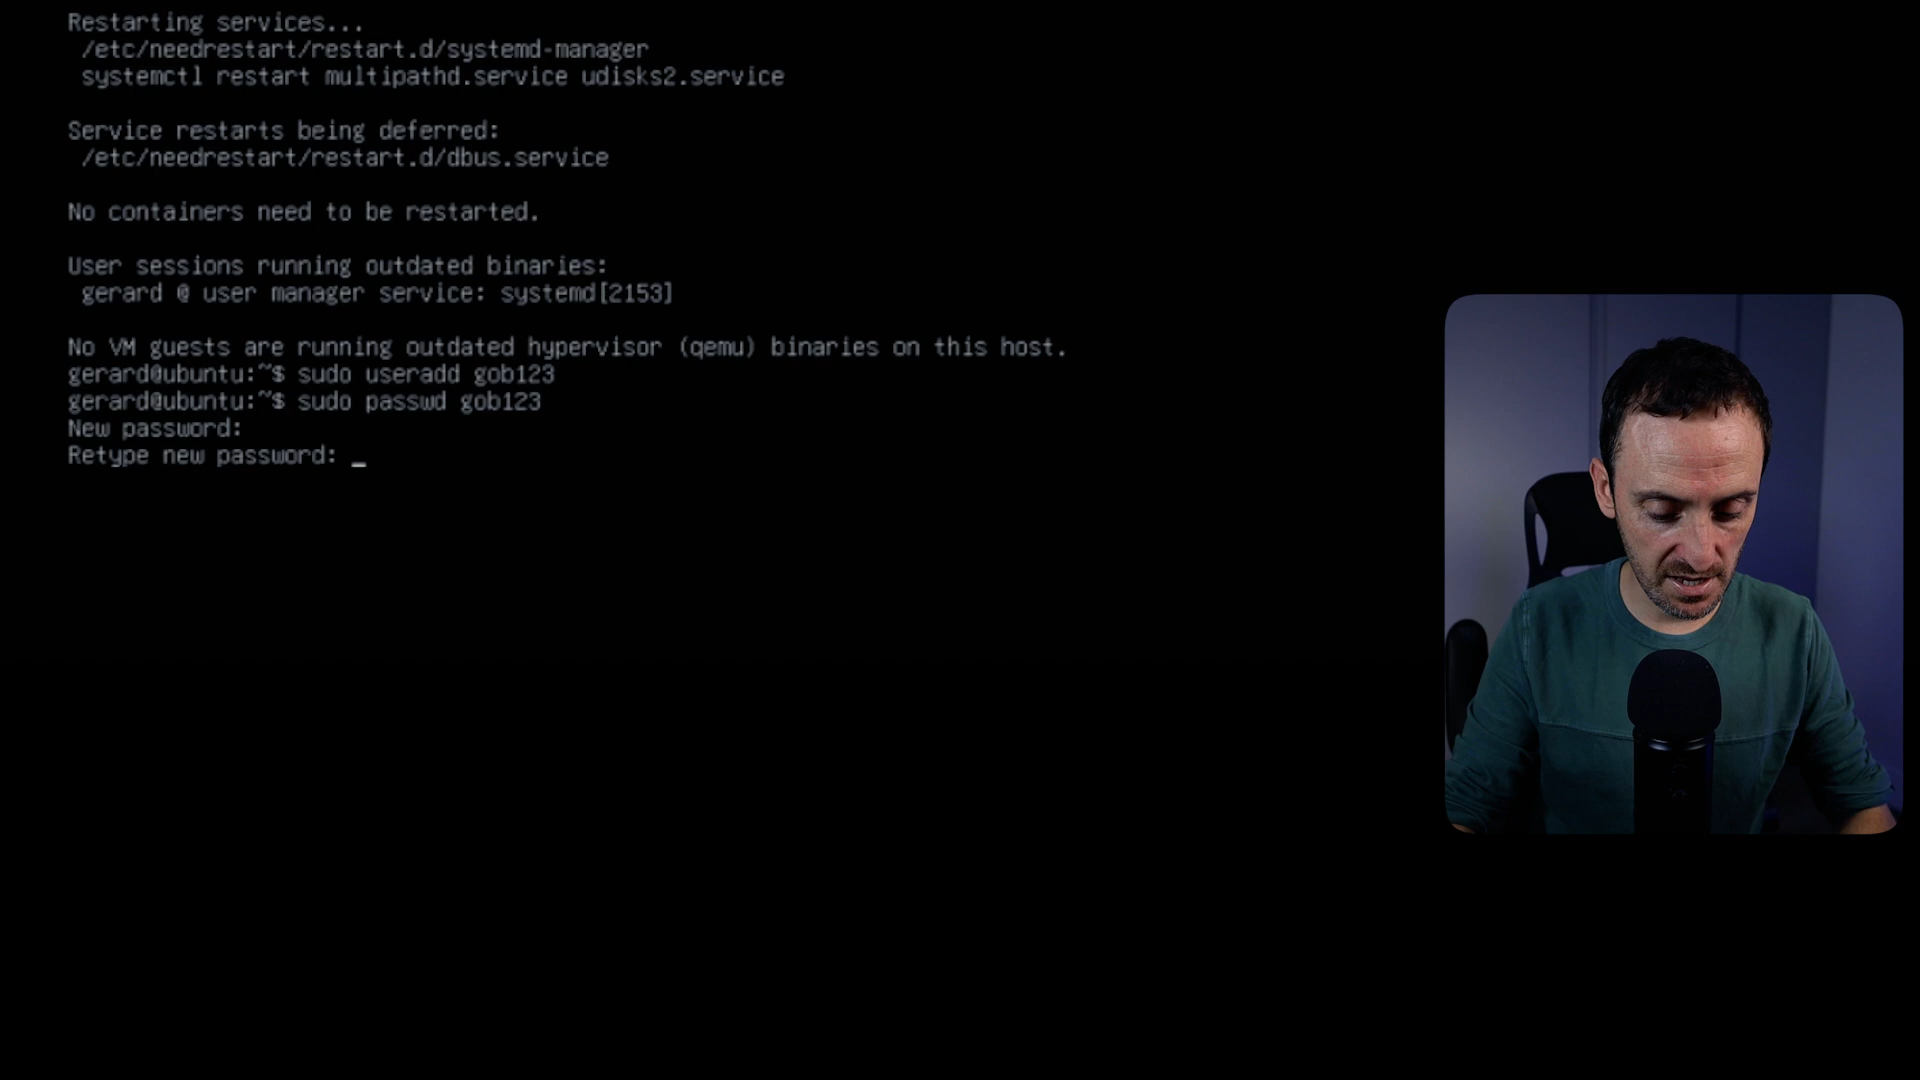 Restarting services...
/etc/needrestart/restart.d/systemd-manager
systemctl restart multipathd.service udisks2.service
Service restarts being deferred:
/etc/needrestart/restart.d/dbus.service
No containers need to be restarted.
User sessions running outdated binaries:
gerard @ user manager service: systemd[2153]
No VM guests are running outdated hypervisor (qemu) binaries on this host.
gerard@ubuntu:~$ sudo useradd gob123
gerard@ubuntu:~$ sudo passwd gob123
New password:
Retype new password: _